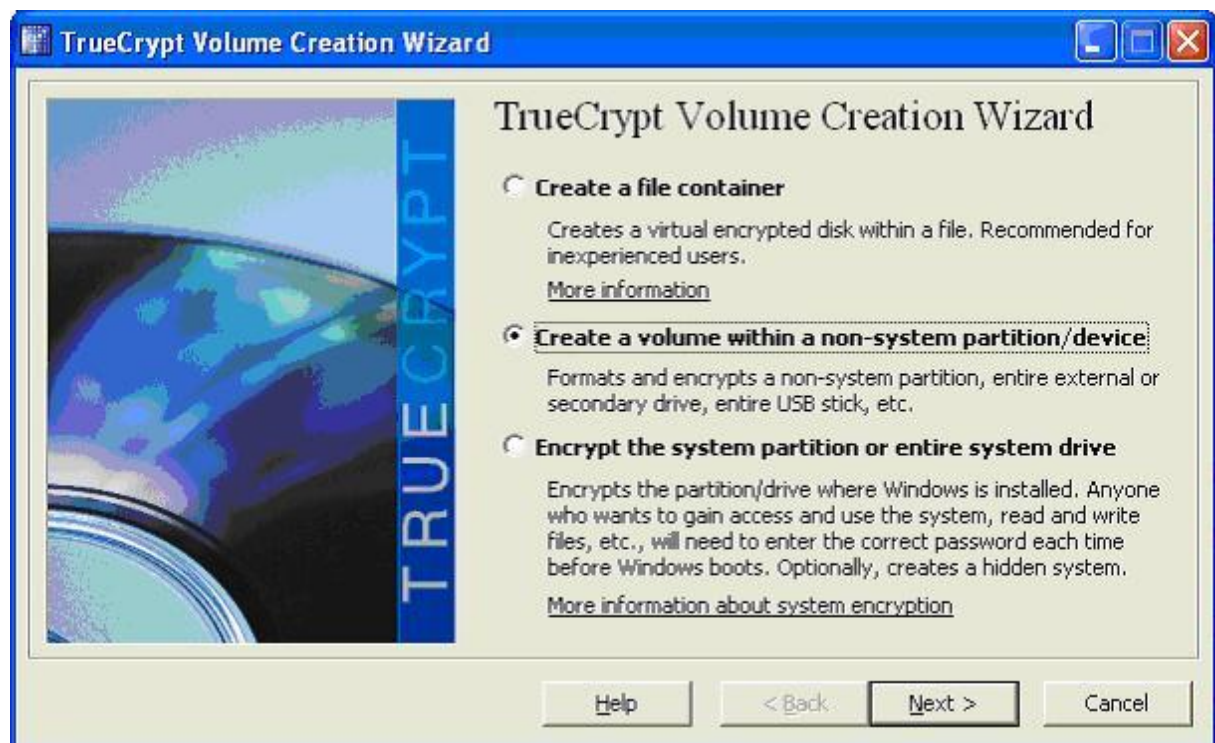 TrueCrypt Volume Creation Wizard
TRUECRYPT
TrueCrypt Volume Creation Wizard
Create a file container
Creates a virtual encrypted disk within a file. Recommended for
inexperienced users.
More information
Create a volume within a non-system partition/device
Formats and encrypts a non-system partition, entire external or
secondary drive, entire USB stick, etc.
Encrypt the system partition or entire system drive
Encrypts the partition/drive where Windows is installed. Anyone
who wants to gain access and use the system, read and write
files, etc., will need to enter the correct password each time
before Windows boots. Optionally, creates a hidden system.
More information about system encryption
Help
< Back
Next >
Cancel